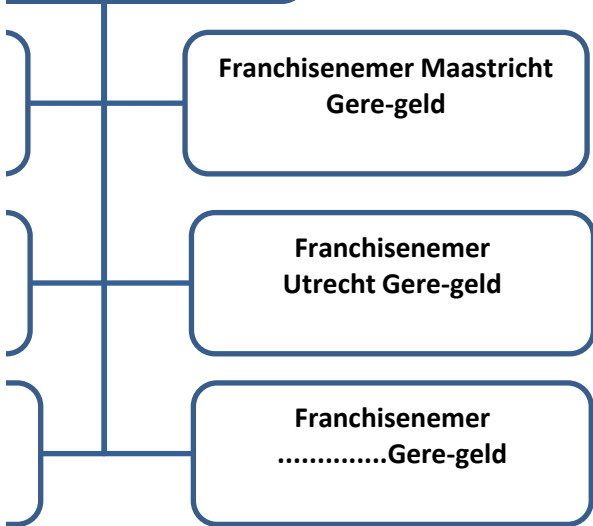 Franchisenemer Maastricht
Gere-geld
Franchisenemer
Utrecht Gere-geld
Franchisenemer
...............Gere-geld